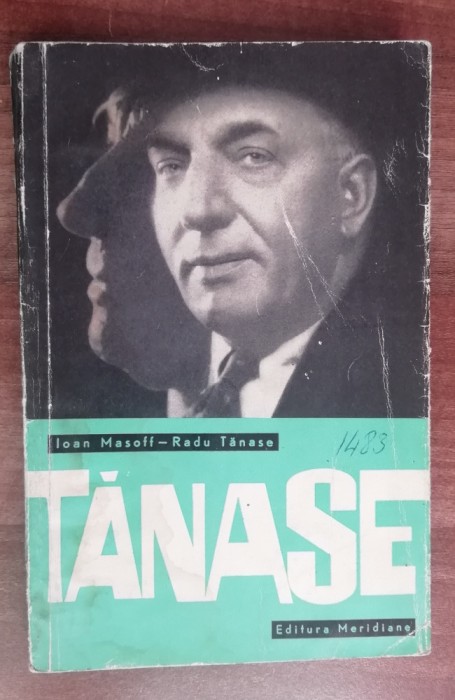 Ioan Masoff — Radu Tănase
1483
TĂNASE
Editura Meridiane